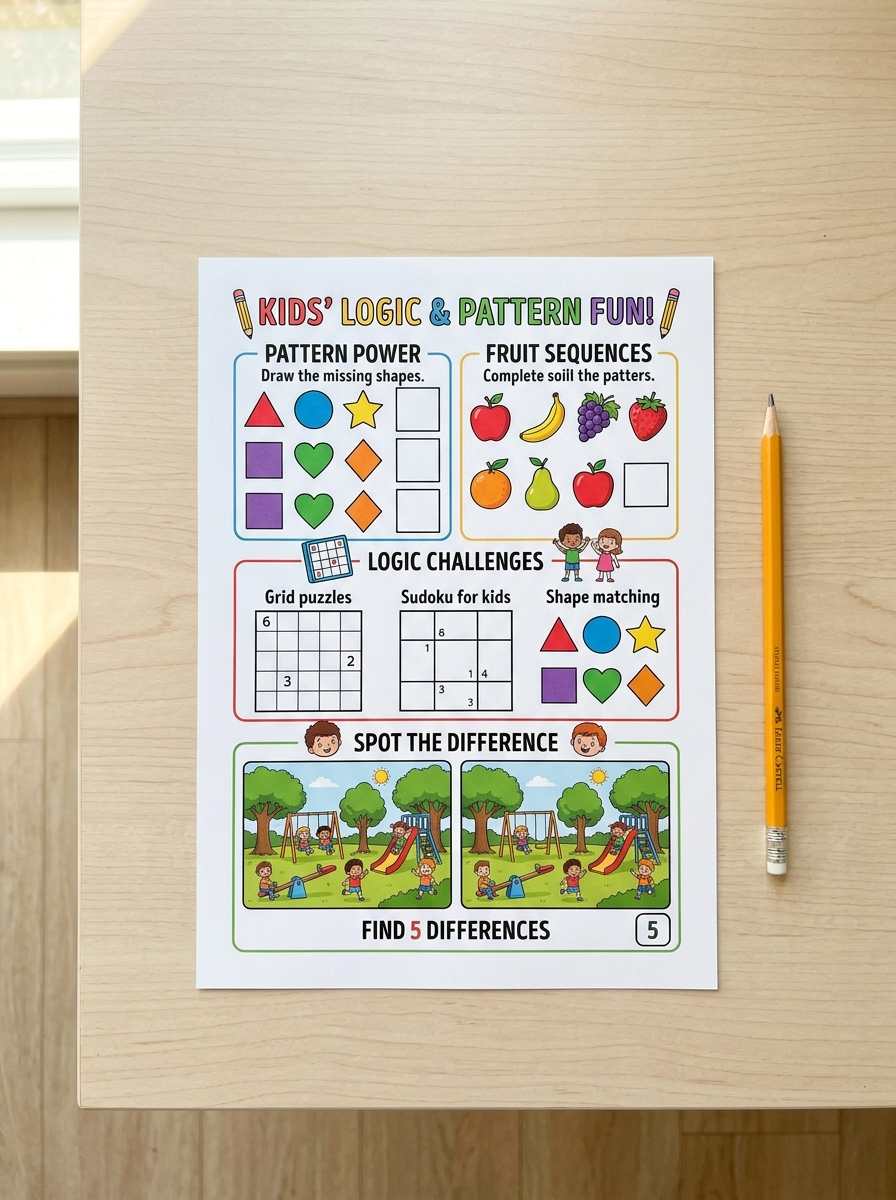 KIDS' LOGIC & PATTERN FUN!
PATTERN POWER
Draw the missing shapes.
FRUIT SEQUENCES
Complete soiil the patters.
LOGIC CHALLENGES
Grid puzzles
6
2
3
Sudoku for kids
6
1
1 4
3
3
Shape matching
SPOT THE DIFFERENCE
FIND 5 DIFFERENCES
5